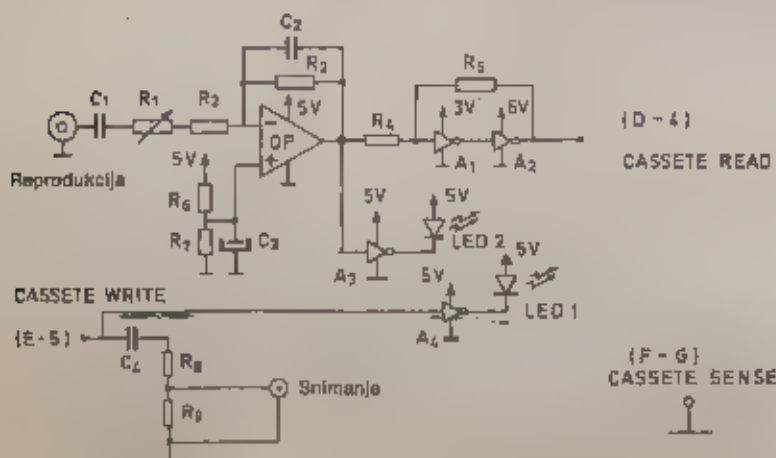 C2
R3
C1
R1
R2
5V
R4
R5
3V
5V
(D-4)
OP
A1
A2
CASSETE READ
Reprodukcija
5V
R6
R7
C3
5V
5V
A3
LED 2
5V
5V
CASSETE WRITE
A4
LED 1
(E-5)
C4
R8
R9
Snimanje
(F-G)
CASSETE SENSE